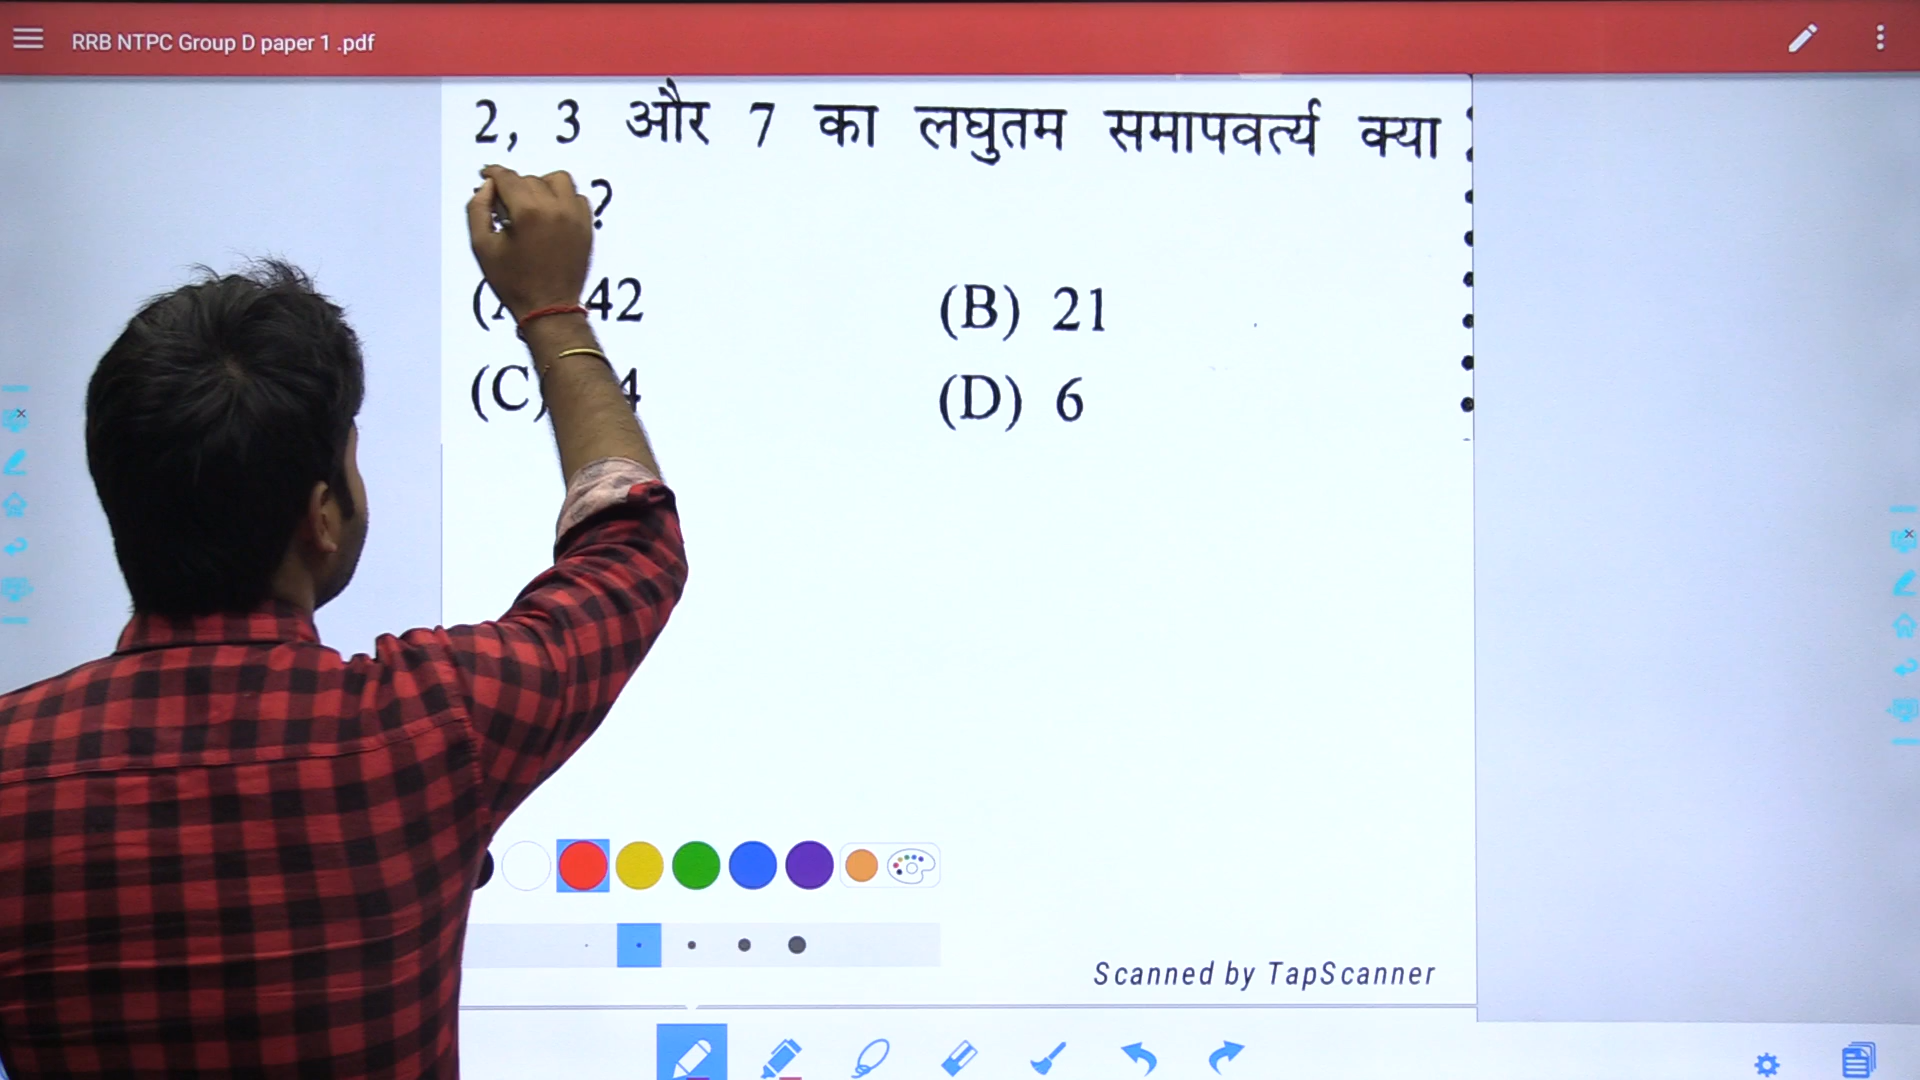 RRB NTPC Group D paper 1 .pdf
2, 3 और 7 का लघुतम समापवर्त्य क्या
?
42
(B) 21
(C) 4
(D) 6
Scanned by TapScanner